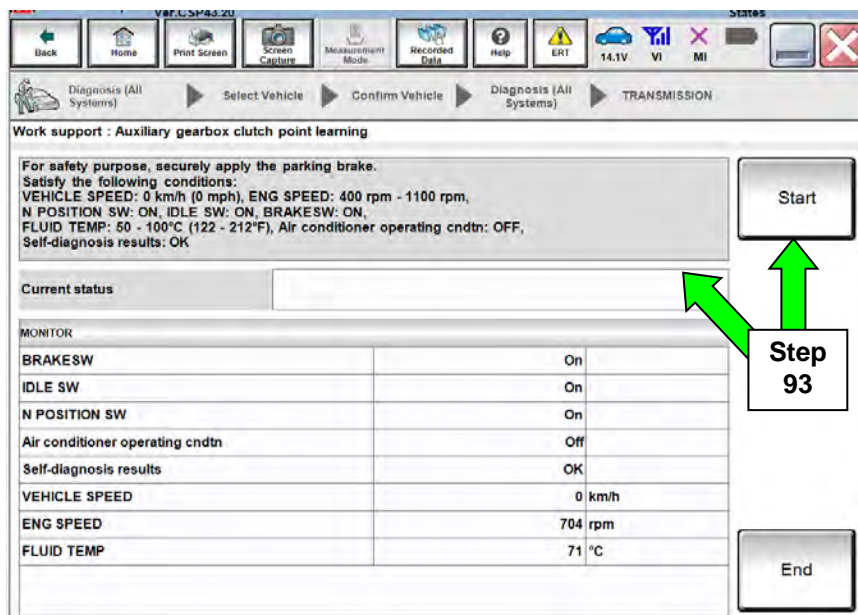 Ver.CSP43.20
States
Back
Home
Print Screen
Screen Capture
Measurement Mode
Recorded Data
Help
ERT
14.1V
VI
MI
Diagnosis (All Systems)
Select Vehicle
Confirm Vehicle
Diagnosis (All Systems)
TRANSMISSION
Work support : Auxiliary gearbox clutch point learning
For safety purpose, securely apply the parking brake.
Satisfy the following conditions:
VEHICLE SPEED: 0 km/h (0 mph), ENG SPEED: 400 rpm - 1100 rpm,
N POSITION SW: ON, IDLE SW: ON, BRAKESW: ON,
FLUID TEMP: 50 - 100°C (122 - 212°F), Air conditioner operating cndtn: OFF,
Self-diagnosis results: OK
Start
Current status
Step
93
MONITOR
BRAKESW On
IDLE SW On
N POSITION SW On
Air conditioner operating cndtn Off
Self-diagnosis results OK
VEHICLE SPEED 0 km/h
ENG SPEED 704 rpm
FLUID TEMP 71 °C
End